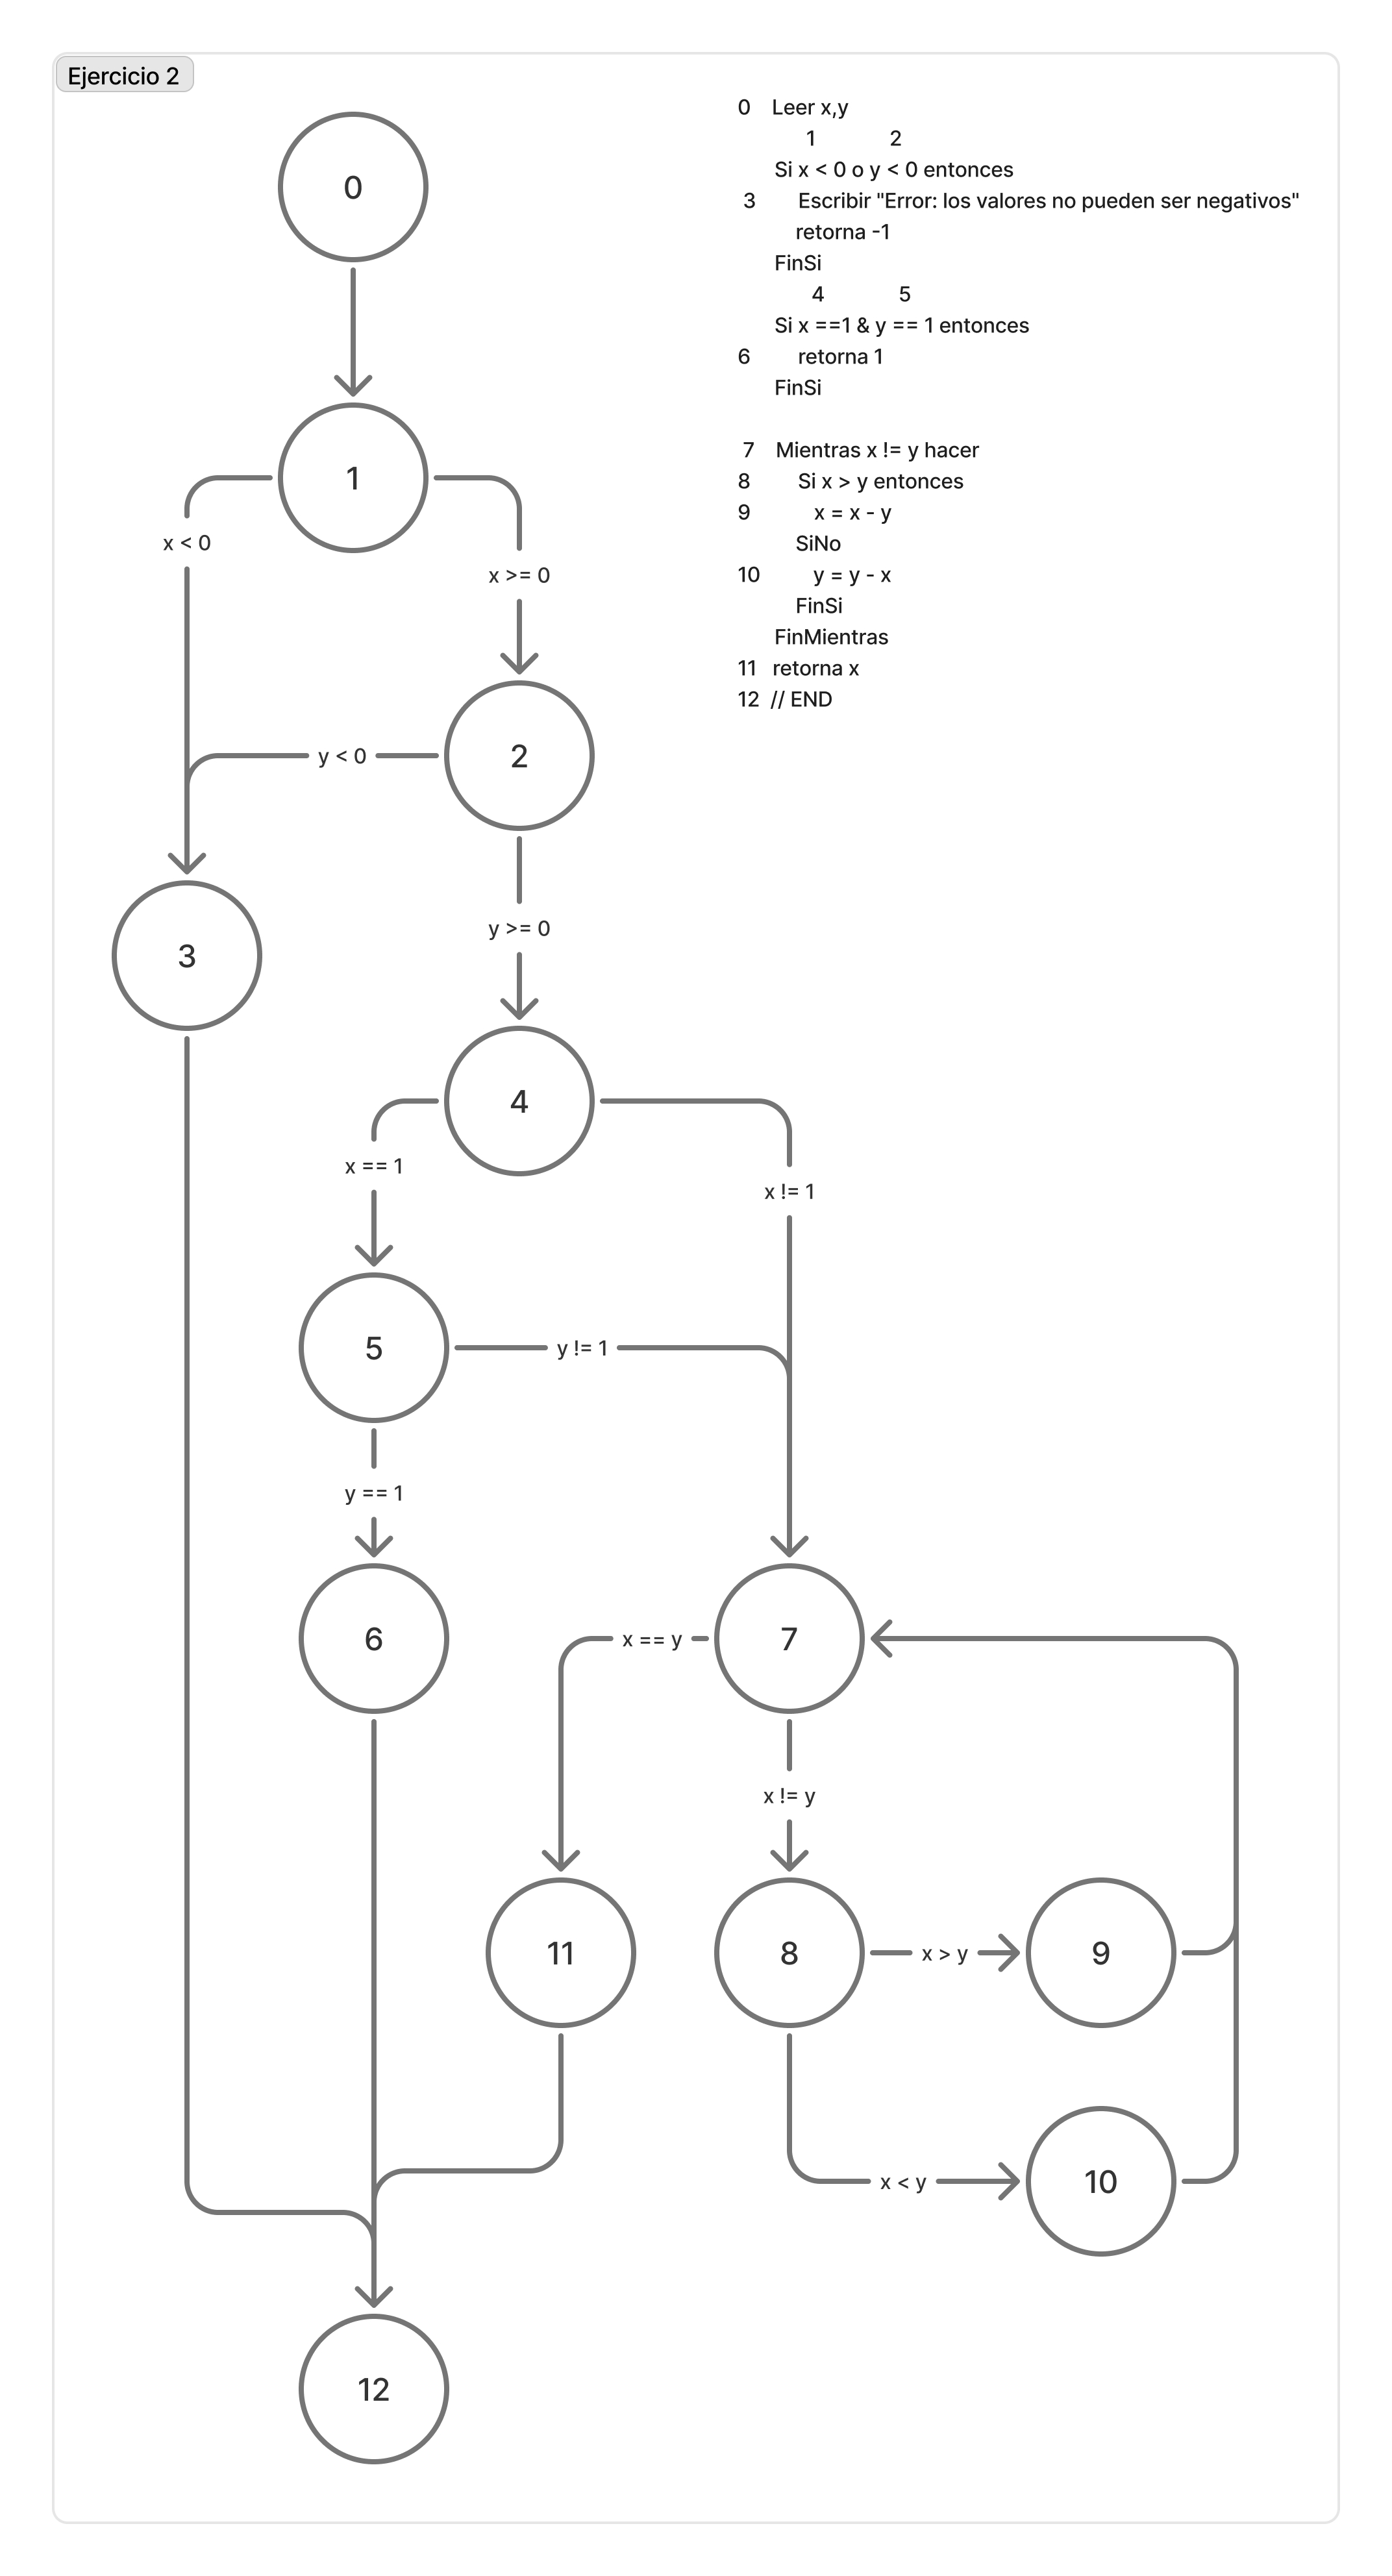 Ejercicio 2
0 Leer x,y
1 2
Si x < 0 o y < 0 entonces
3 Escribir "Error: los valores no pueden ser negativos"
retorna -1
FinSi
4 5
Si x ==1 & y == 1 entonces
6 retorna 1
FinSi
7 Mientras x != y hacer
8 Si x > y entonces
9 x = x - y
SiNo
10 y = y - x
FinSi
FinMientras
11 retorna x
12 // END
0
1
x < 0
x >= 0
2
y < 0
y >= 0
3
4
x == 1
x != 1
5
y != 1
y == 1
6
x == y
7
x != y
11
8
x > y
9
x < y
10
12